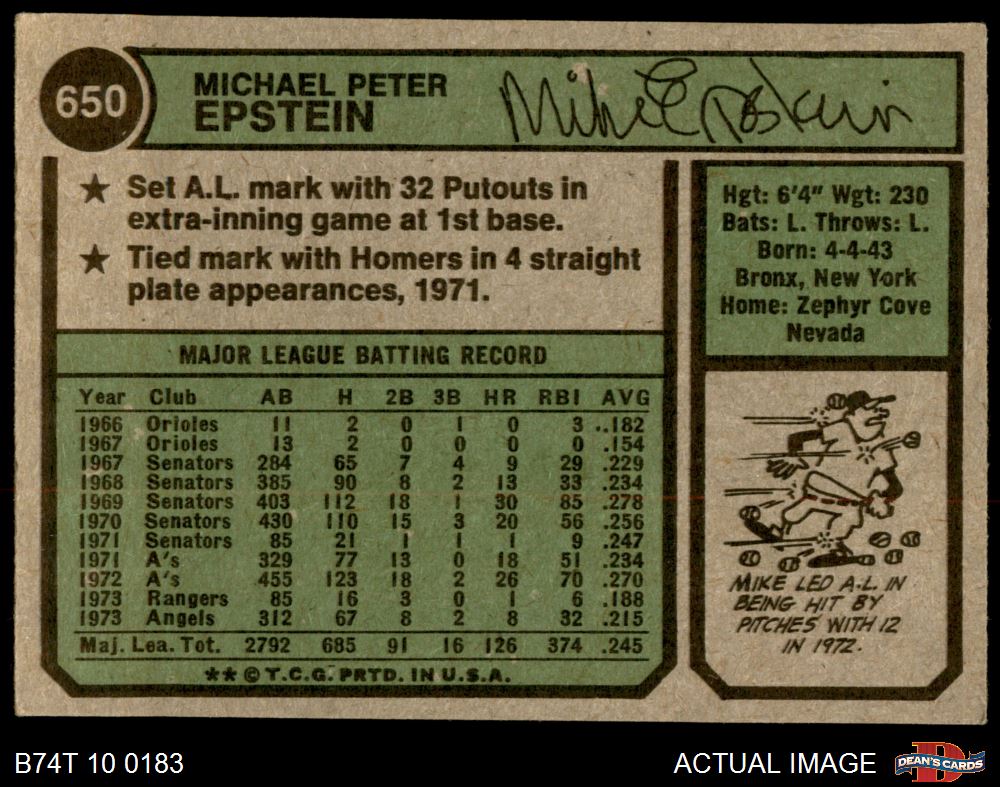 650
MICHAEL PETER
EPSTEIN
Mike Epstein
★ Set A.L. mark with 32 Putouts in
extra-inning game at 1st base.
★ Tied mark with Homers in 4 straight
plate appearances, 1971.
Hgt: 6'4" Wgt: 230
Bats: L. Throws: L.
Born: 4-4-43
Bronx, New York
Home: Zephyr Cove
Nevada
MAJOR LEAGUE BATTING RECORD
Year Club AB H 2B 3B HR RBI AVG
1966 Orioles 11 2 0 1 0 3 ..182
1967 Orioles 13 2 0 0 0 0 .154
1967 Senators 284 65 7 4 9 29 .229
1968 Senators 385 90 8 2 13 33 .234
1969 Senators 403 112 18 1 30 85 .278
1970 Senators 430 110 15 3 20 56 .256
1971 Senators 85 21 1 1 1 9 .247
1971 A's 329 77 13 0 18 51 .234
1972 A's 455 123 18 2 26 70 .270
1973 Rangers 85 16 3 0 1 6 .188
1973 Angels 312 67 8 2 8 32 .215
Maj. Lea. Tot. 2792 685 91 16 126 374 .245
** © T.C.G. PRTD. IN U.S.A.
MIKE LED A.L. IN
BEING HIT BY
PITCHES WITH 12
IN 1972.
B74T 10 0183
ACTUAL IMAGE
B
DEAN'S CARDS